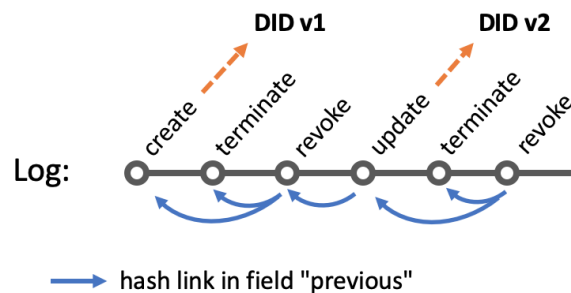 DID v1
DID v2
create
terminate
revoke
update
terminate
revoke
Log:
hash link in field "previous"